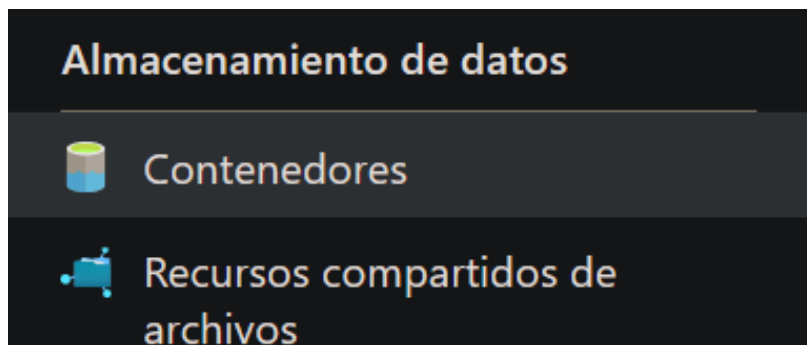 Almacenamiento de datos
Contenedores
Recursos compartidos de
archivos